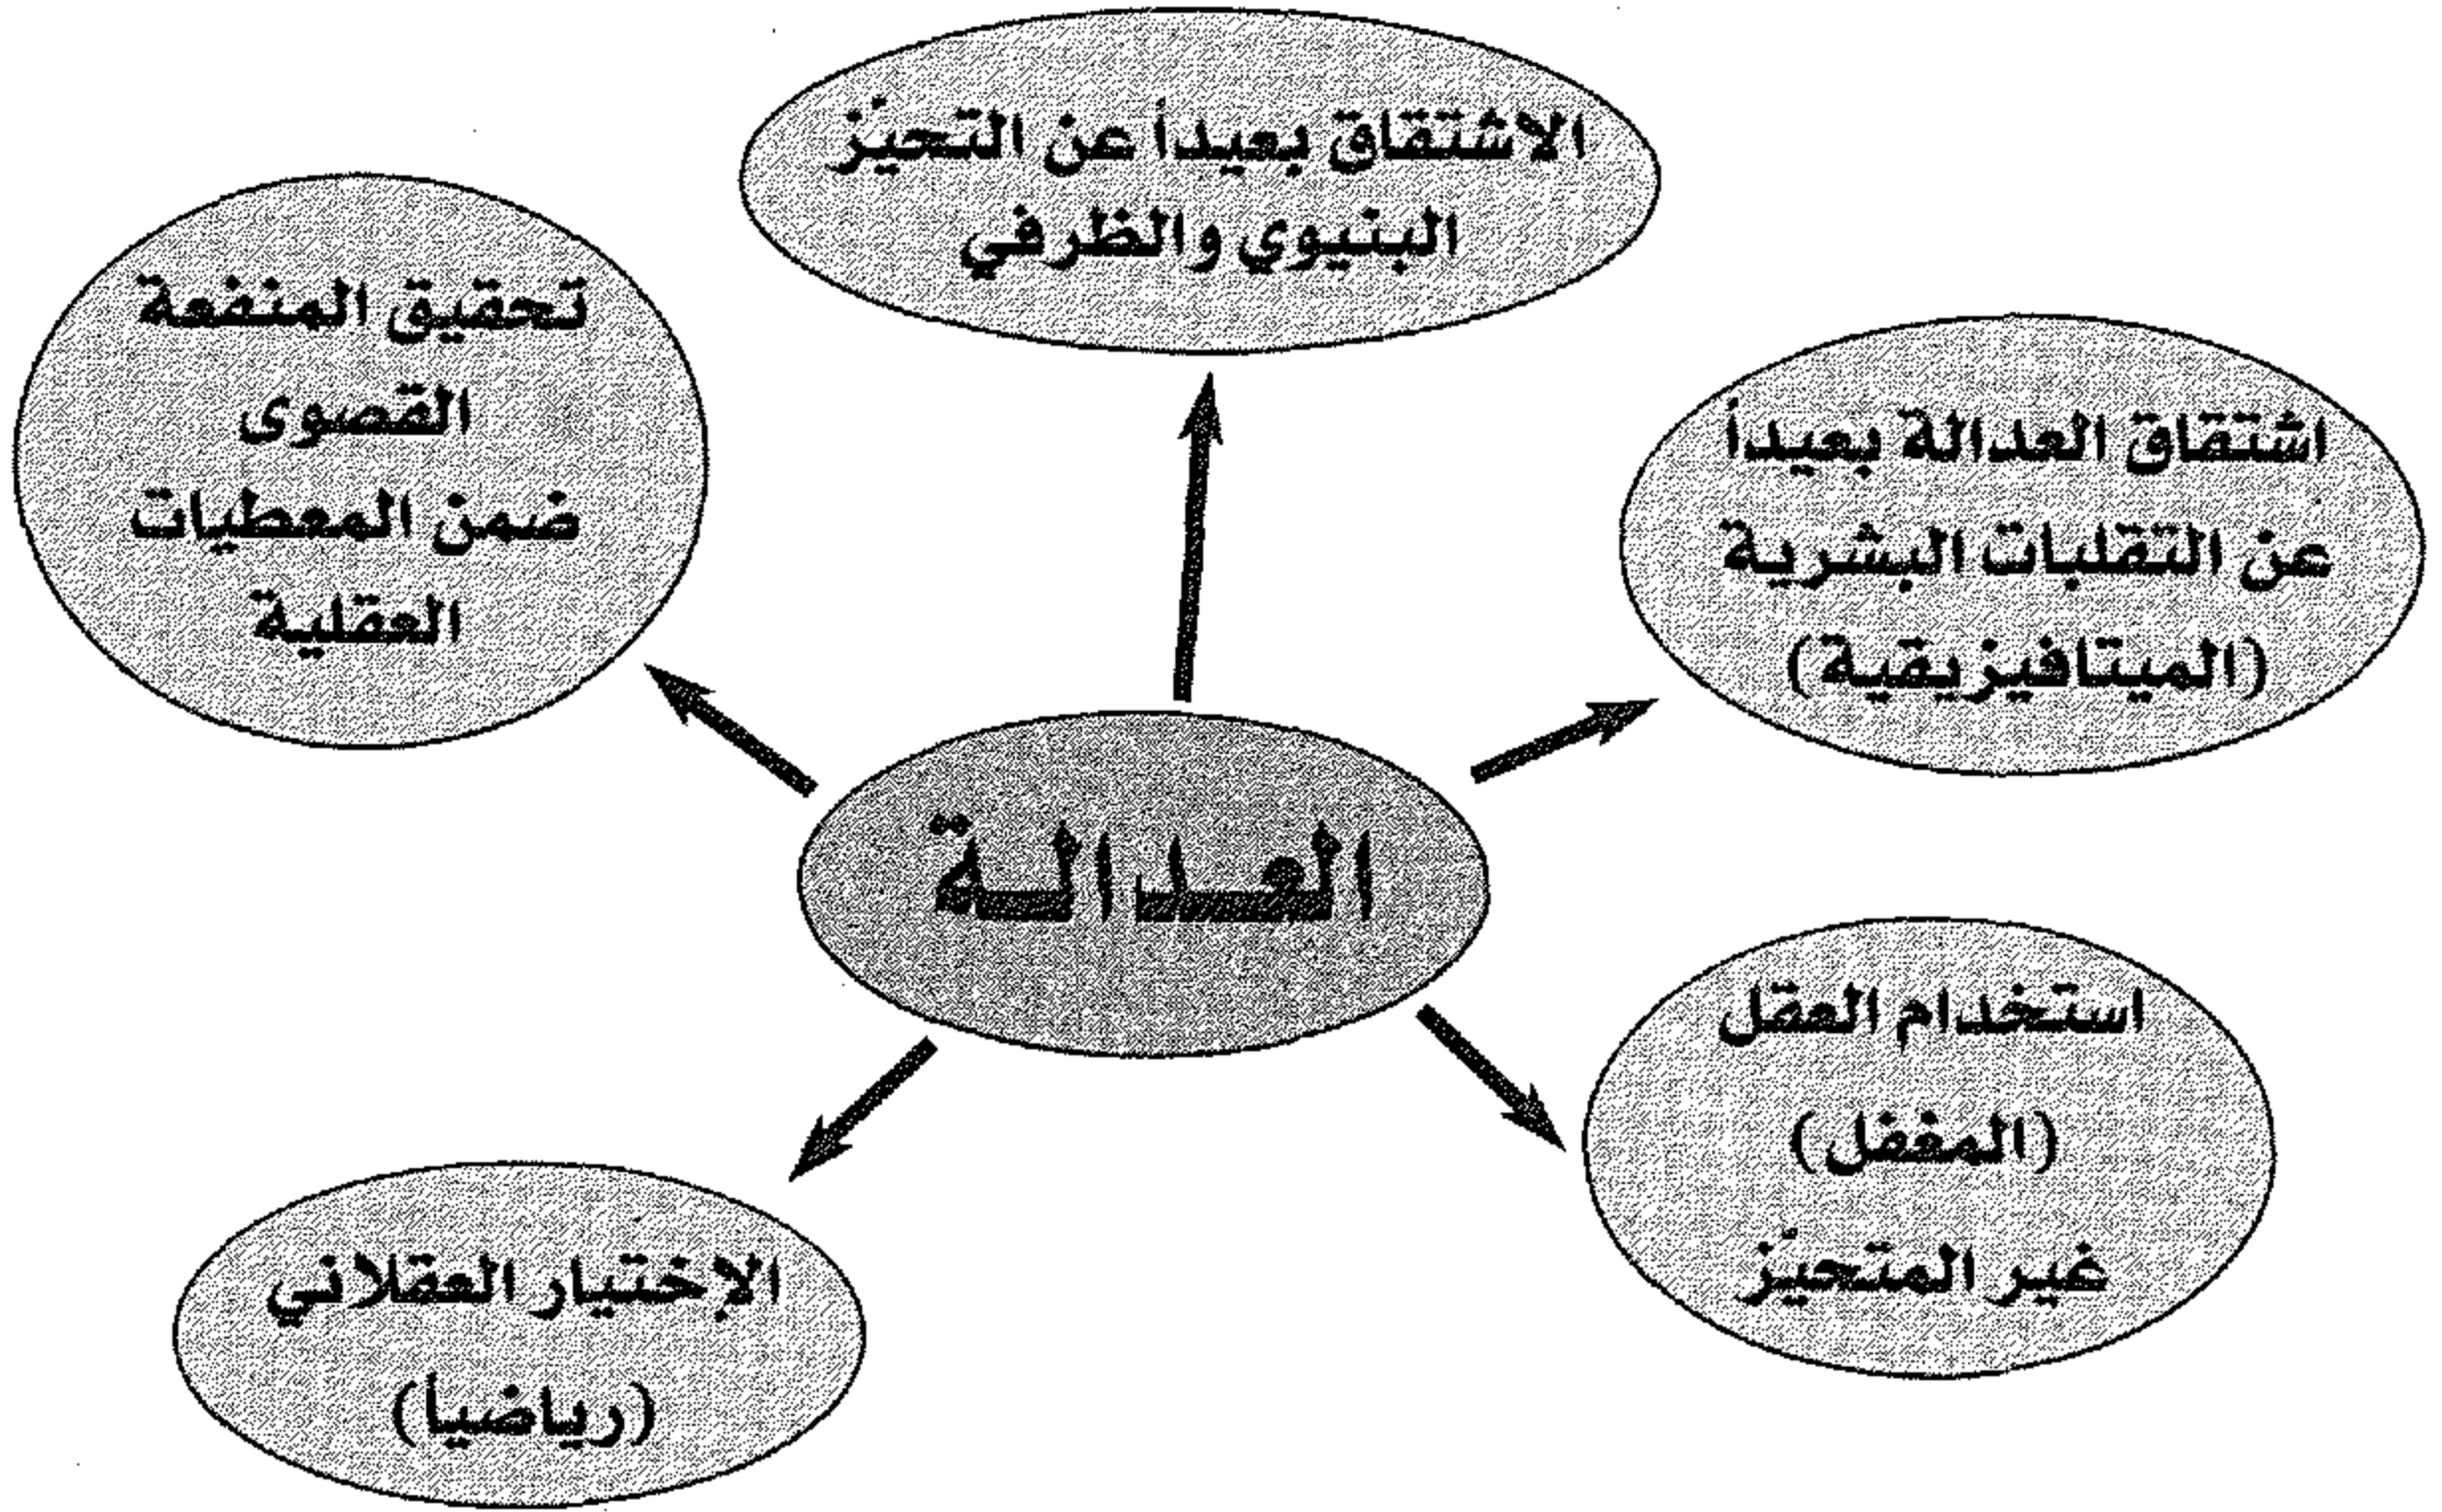 الاشتقاق بعيداً عن التحيّز
البنيوي والظرفي
اشتقاق العدالة بعيداً
عن التقلبات البشرية
(الميتافيزيقية)
تحقيق المنفعة
القصوى
ضمن المعطيات
العقلية
العـدالـة
استخدام العقل
(المغفل)
غير المتحيّز
الإختيار العقلاني
(رياضياً)